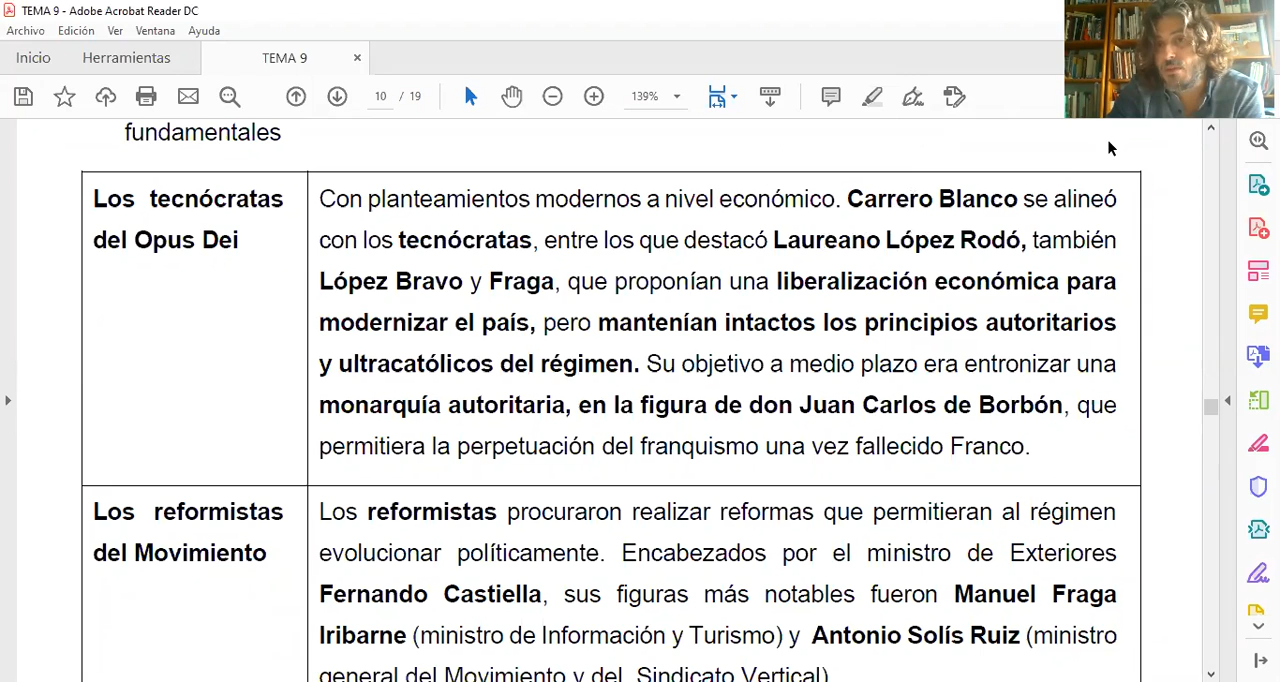 TEMA 9 - Adobe Acrobat Reader DC
Archivo Edición Ver Ventana Ayuda
Inicio Herramientas TEMA 9 ×
10 / 19 139%
fundamentales
Los tecnócratas
del Opus Dei
Con planteamientos modernos a nivel económico. Carrero Blanco se alineó
con los tecnócratas, entre los que destacó Laureano López Rodó, también
López Bravo y Fraga, que proponían una liberalización económica para
modernizar el país, pero mantenían intactos los principios autoritarios
y ultracatólicos del régimen. Su objetivo a medio plazo era entronizar una
monarquía autoritaria, en la figura de don Juan Carlos de Borbón, que
permitiera la perpetuación del franquismo una vez fallecido Franco.
Los reformistas
del Movimiento
Los reformistas procuraron realizar reformas que permitieran al régimen
evolucionar políticamente. Encabezados por el ministro de Exteriores
Fernando Castiella, sus figuras más notables fueron Manuel Fraga
Iribarne (ministro de Información y Turismo) y Antonio Solís Ruiz (ministro
general del Movimiento y del Sindicato Vertical)